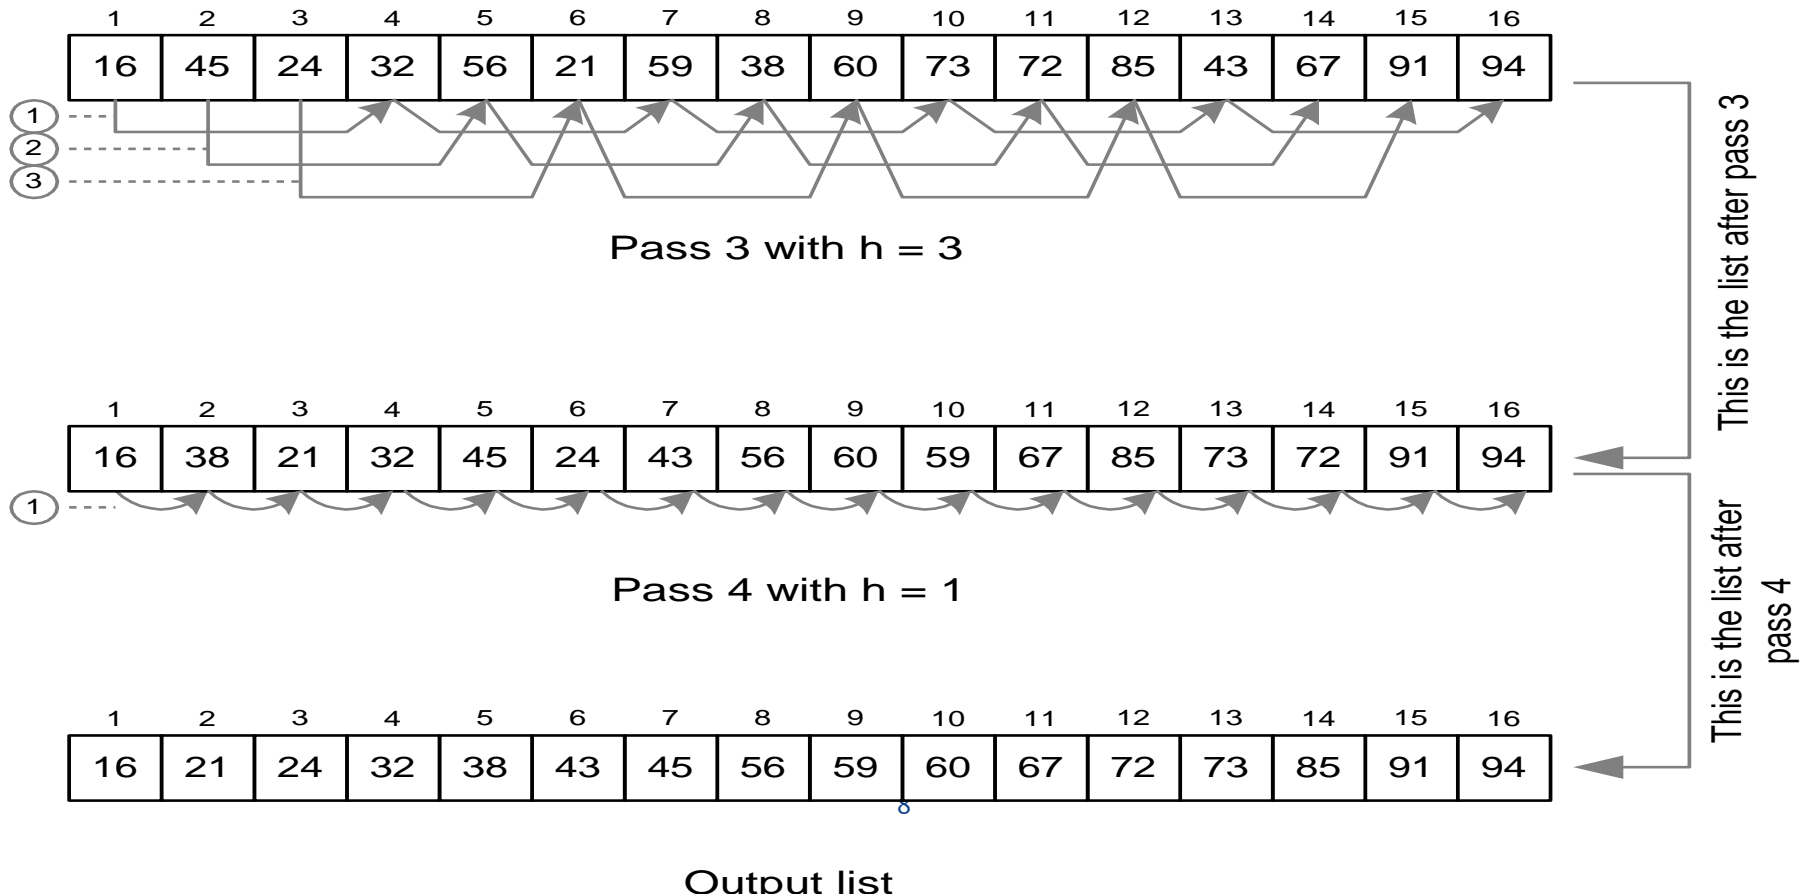 1 2 3 4 5 6 7 8 9 10 11 12 13 14 15 16
16 45 24 32 56 21 59 38 60 73 72 85 43 67 91 94
1
2
3
Pass 3 with h = 3
This is the list after pass 3
1 2 3 4 5 6 7 8 9 10 11 12 13 14 15 16
16 38 21 32 45 24 43 56 60 59 67 85 73 72 91 94
1
Pass 4 with h = 1
This is the list after
pass 4
1 2 3 4 5 6 7 8 9 10 11 12 13 14 15 16
16 21 24 32 38 43 45 56 59 60 67 72 73 85 91 94
8
Output list